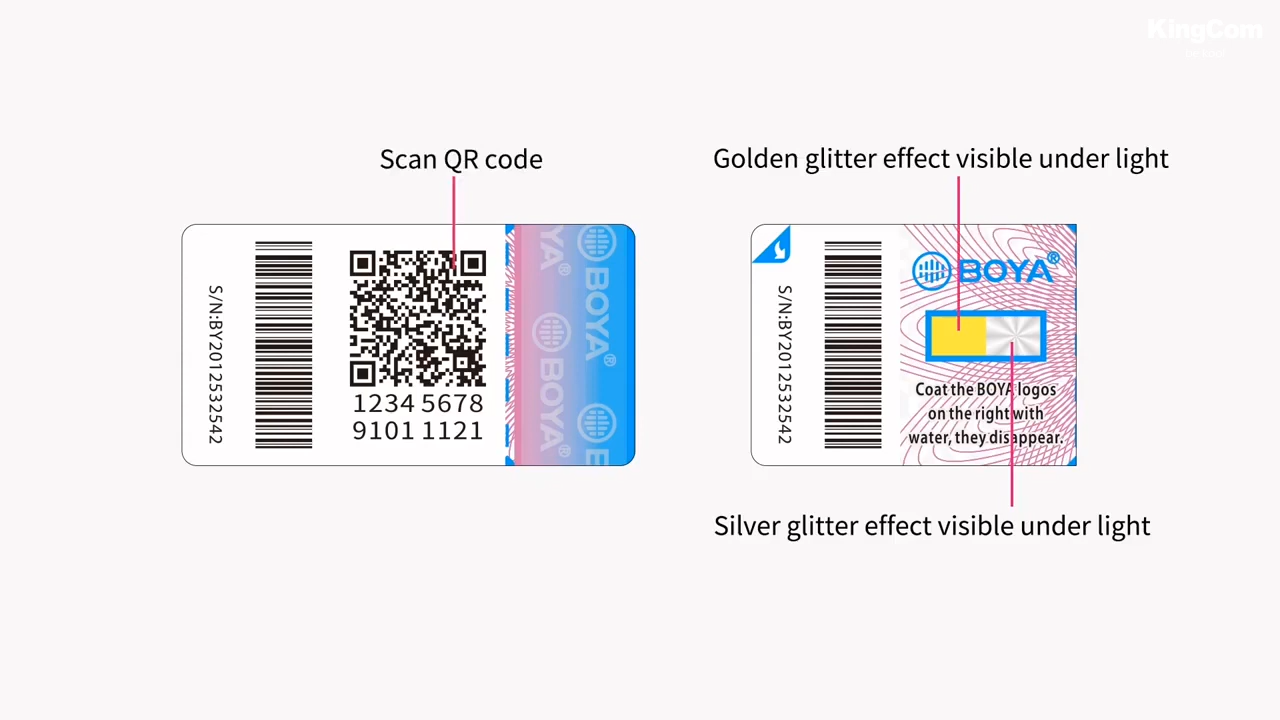 KingCom
Scan QR code
Golden glitter effect visible under light
S/N:BY2012532542
1234 5678
9101 1121
BOYA®
BOYA®
BOYA®
S/N:BY2012532542
BOYA®
Coat the BOYA logos
on the right with
water, they disappear.
Silver glitter effect visible under light